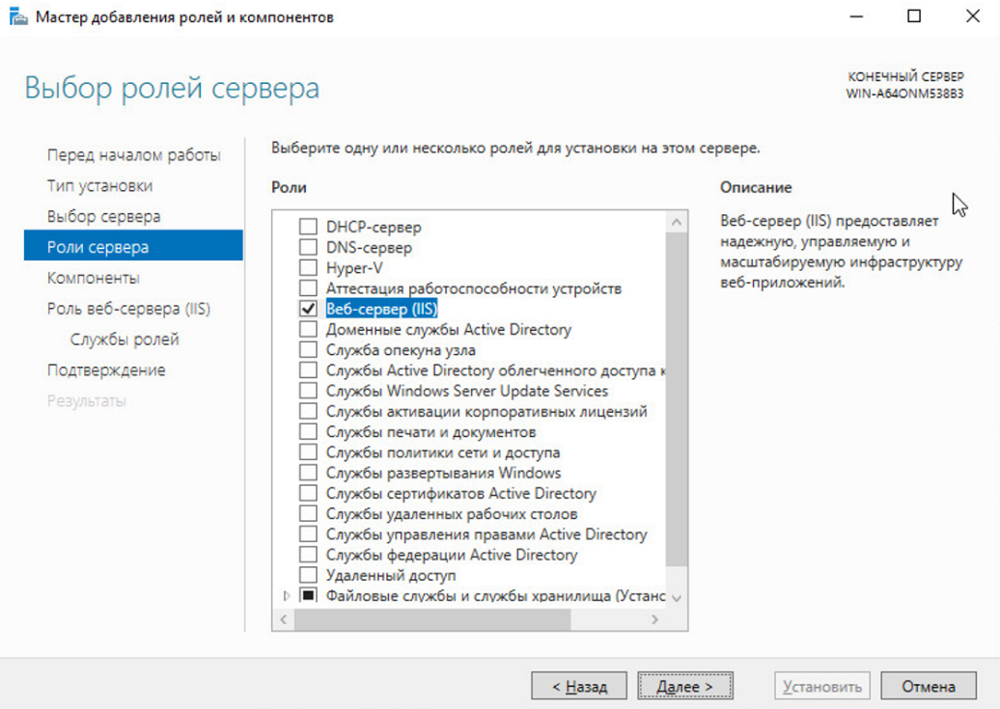 Мастер добавления ролей и компонентов
Выбор ролей сервера
КОНЕЧНЫЙ СЕРВЕР
WIN-A64ONM538B3
Перед началом работы
Тип установки
Выбор сервера
Роли сервера
Компоненты
Роль веб-сервера (IIS)
Службы ролей
Подтверждение
Результаты
Выберите одну или несколько ролей для установки на этом сервере.
Роли
DHCP-сервер
DNS-сервер
Hyper-V
Аттестация работоспособности устройств
Веб-сервер (IIS)
Доменные службы Active Directory
Служба опекуна узла
Службы Active Directory облегченного доступа к
Службы Windows Server Update Services
Службы активации корпоративных лицензий
Службы печати и документов
Службы политики сети и доступа
Службы развертывания Windows
Службы сертификатов Active Directory
Службы удаленных рабочих столов
Службы управления правами Active Directory
Службы федерации Active Directory
Удаленный доступ
Файловые службы и службы хранилища (Устанс
Описание
Веб-сервер (IIS) предоставляет
надежную, управляемую и
масштабируемую инфраструктуру
веб-приложений.
< Назад
Далее >
Установить
Отмена